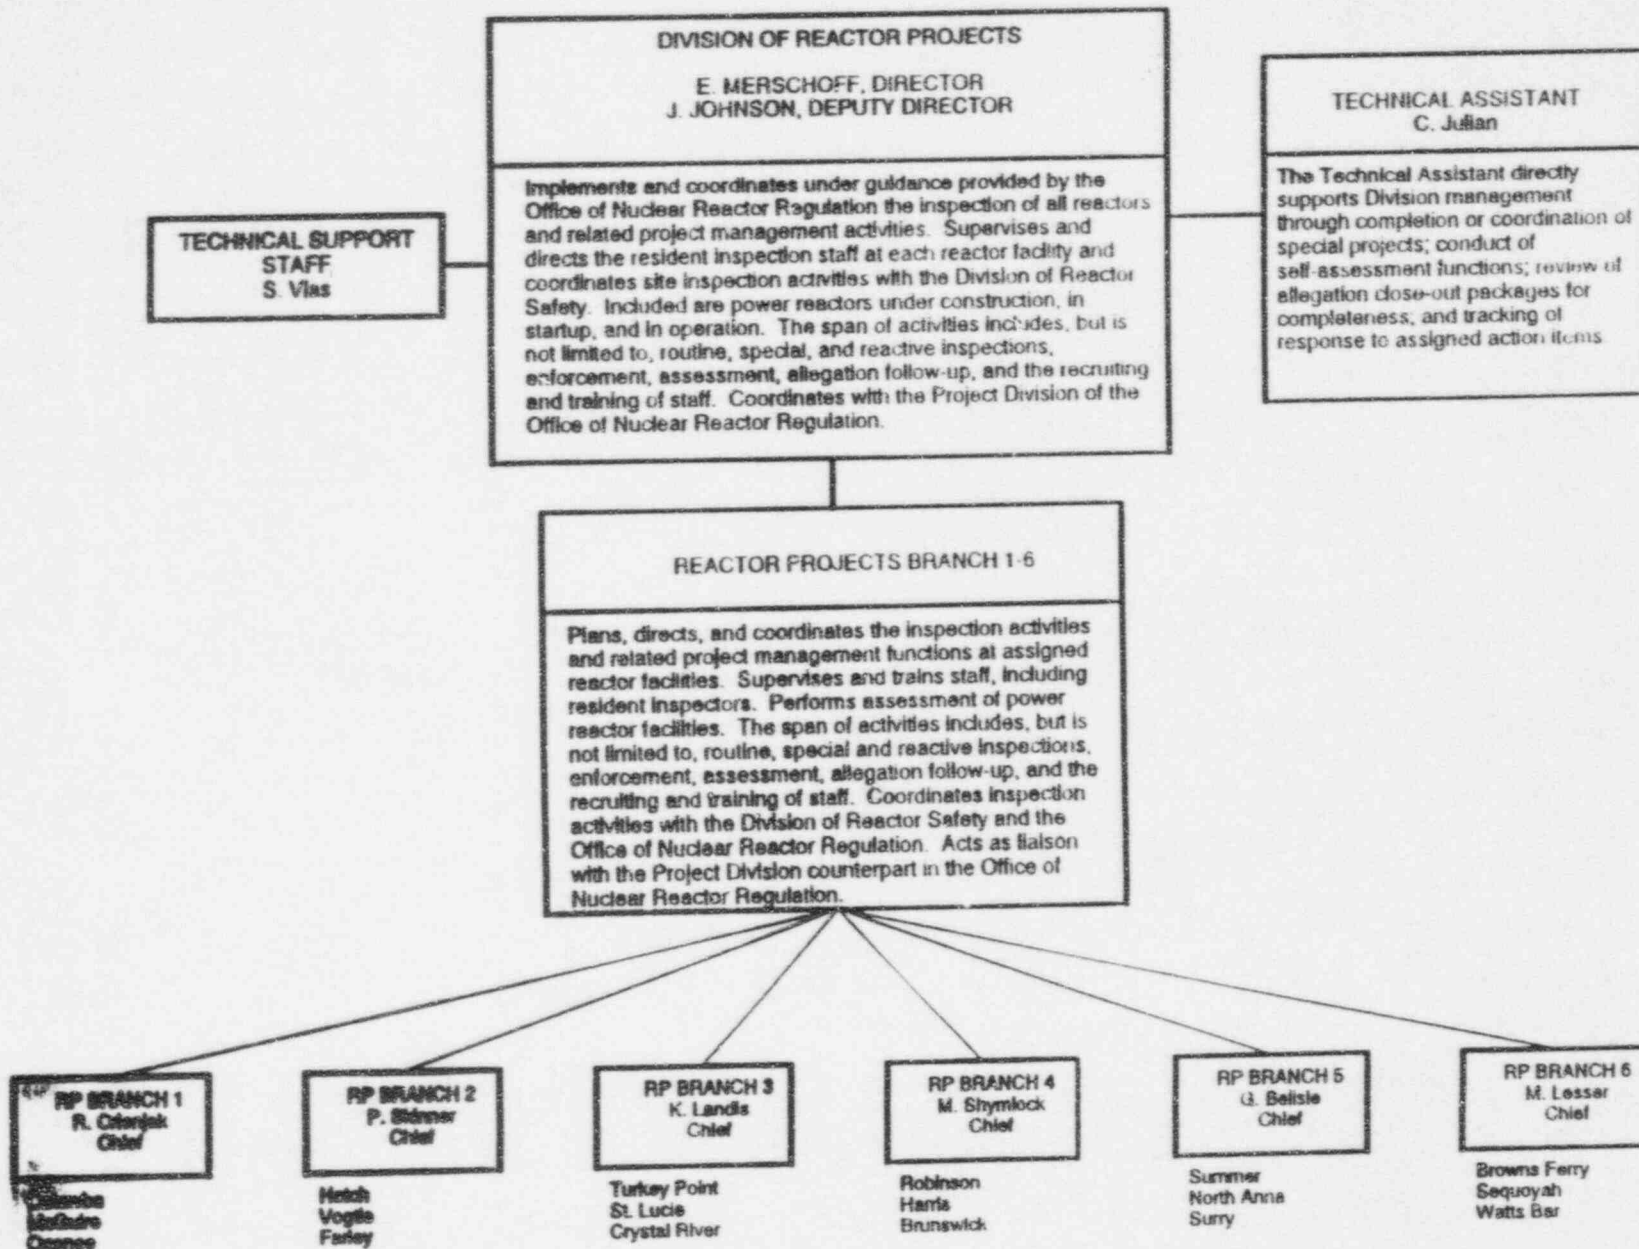 DIVISION OF REACTOR PROJECTS
E. MERSCHOFF, DIRECTOR
J. JOHNSON, DEPUTY DIRECTOR
Implements and coordinates under guidance provided by the
Office of Nuclear Reactor Regulation the inspection of all reactors
and related project management activities. Supervises and
directs the resident inspection staff at each reactor facility and
coordinates site inspection activities with the Division of Reactor
Safety. Included are power reactors under construction, in
startup, and in operation. The span of activities includes, but is
not limited to, routine, special, and reactive inspections,
enforcement, assessment, allegation follow-up, and the recruiting
and training of staff. Coordinates with the Project Division of the
Office of Nuclear Reactor Regulation.
TECHNICAL SUPPORT
STAFF
S. Vias
TECHNICAL ASSISTANT
C. Julian
The Technical Assistant directly
supports Division management
through completion or coordination of
special projects; conduct of
self-assessment functions; review of
allegation close-out packages for
completeness, and tracking of
response to assigned action items
REACTOR PROJECTS BRANCH 1-6
Plans, directs, and coordinates the inspection activities
and related project management functions at assigned
reactor facilities. Supervises and trains staff, including
resident inspectors. Performs assessment of power
reactor facilities. The span of activities includes, but is
not limited to, routine, special and reactive inspections,
enforcement, assessment, allegation follow-up, and the
recruiting and training of staff. Coordinates inspection
activities with the Division of Reactor Safety and the
Office of Nuclear Reactor Regulation. Acts as liaison
with the Project Division counterpart in the Office of
Nuclear Reactor Regulation.
RP BRANCH 1
R.
Chief
McGuire
Oconee
RP BRANCH 2
P. Skinner
Chief
Hatch
Vogtle
Farley
RP BRANCH 3
K. Landis
Chief
Turkey Point
St. Lucie
Crystal River
RP BRANCH 4
M. Shymlock
Chief
Robinson
Harris
Brunswick
RP BRANCH 5
G. Belisle
Chief
Summer
North Anna
Surry
RP BRANCH 6
M. Lesser
Chief
Browns Ferry
Sequoyah
Watts Bar